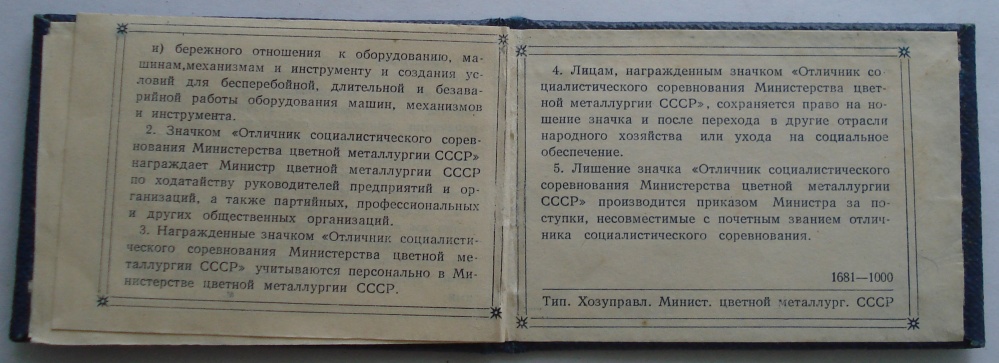 и) бережного отношения к оборудованию, ма-
шинам,механизмам и инструменту и создания ус-
ловий для бесперебойной, длительной и безава-
рийной работы оборудования машин, механизмов
и инструмента.
2. Значком «Отличник социалистического сорев-
нования Министерства цветной металлургии СССР»
награждает Министр цветной металлургии СССР
по ходатайству руководителей предприятий и ор-
ганизаций, а также партийных, профессиональных
и других общественных организаций.
3. Награжденные значком «Отличник социалисти-
ческого соревнования Министерства цветной ме-
таллургии СССР» учитываются персонально в Ми-
нистерстве цветной металлургии СССР.
4. Лицам, награжденным значком «Отличник со-
циалистического соревнования Министерства цвет-
ной металлургии СССР», сохраняется право на но-
шение значка и после перехода в другие отрасли
народного хозяйства или ухода на социальное
обеспечение.
5. Лишение значка «Отличник социалистического
соревнования Министерства цветной металлургии
СССР» производится приказом Министра за по-
ступки, несовместимые с почетным званием отлич-
ника социалистического соревнования.
1681—1000
Тип. Хозуправл. Минист. цветной металлург. СССР